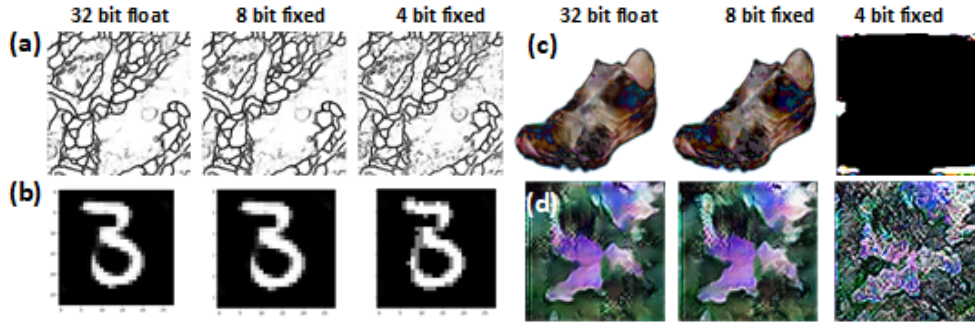 32 bit float 8 bit fixed 4 bit fixed 32 bit float 8 bit fixed 4 bit fixed
(a) (c)
(b) (d)